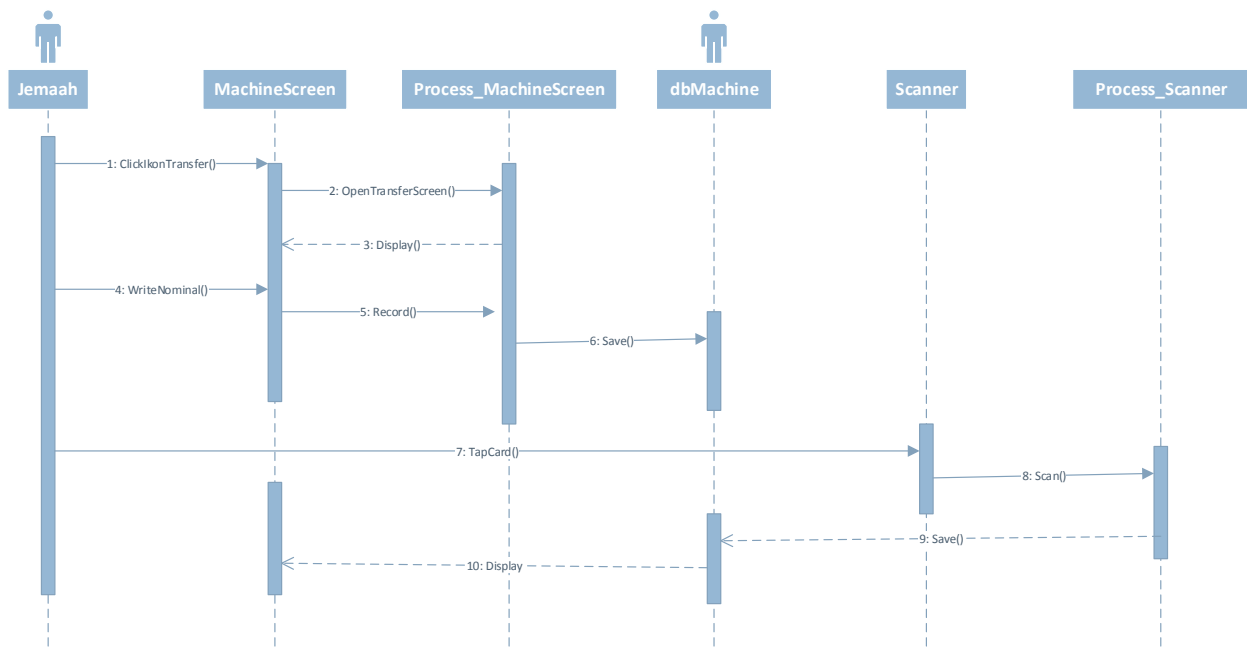 Jemaah
MachineScreen
Process_MachineScreen
dbMachine
Scanner
Process_Scanner
1: ClickIkonTransfer()
2: OpenTransferScreen()
3: Display()
4: WriteNominal()
5: Record()
6: Save()
7: TapCard()
8: Scan()
9: Save()
10: Display